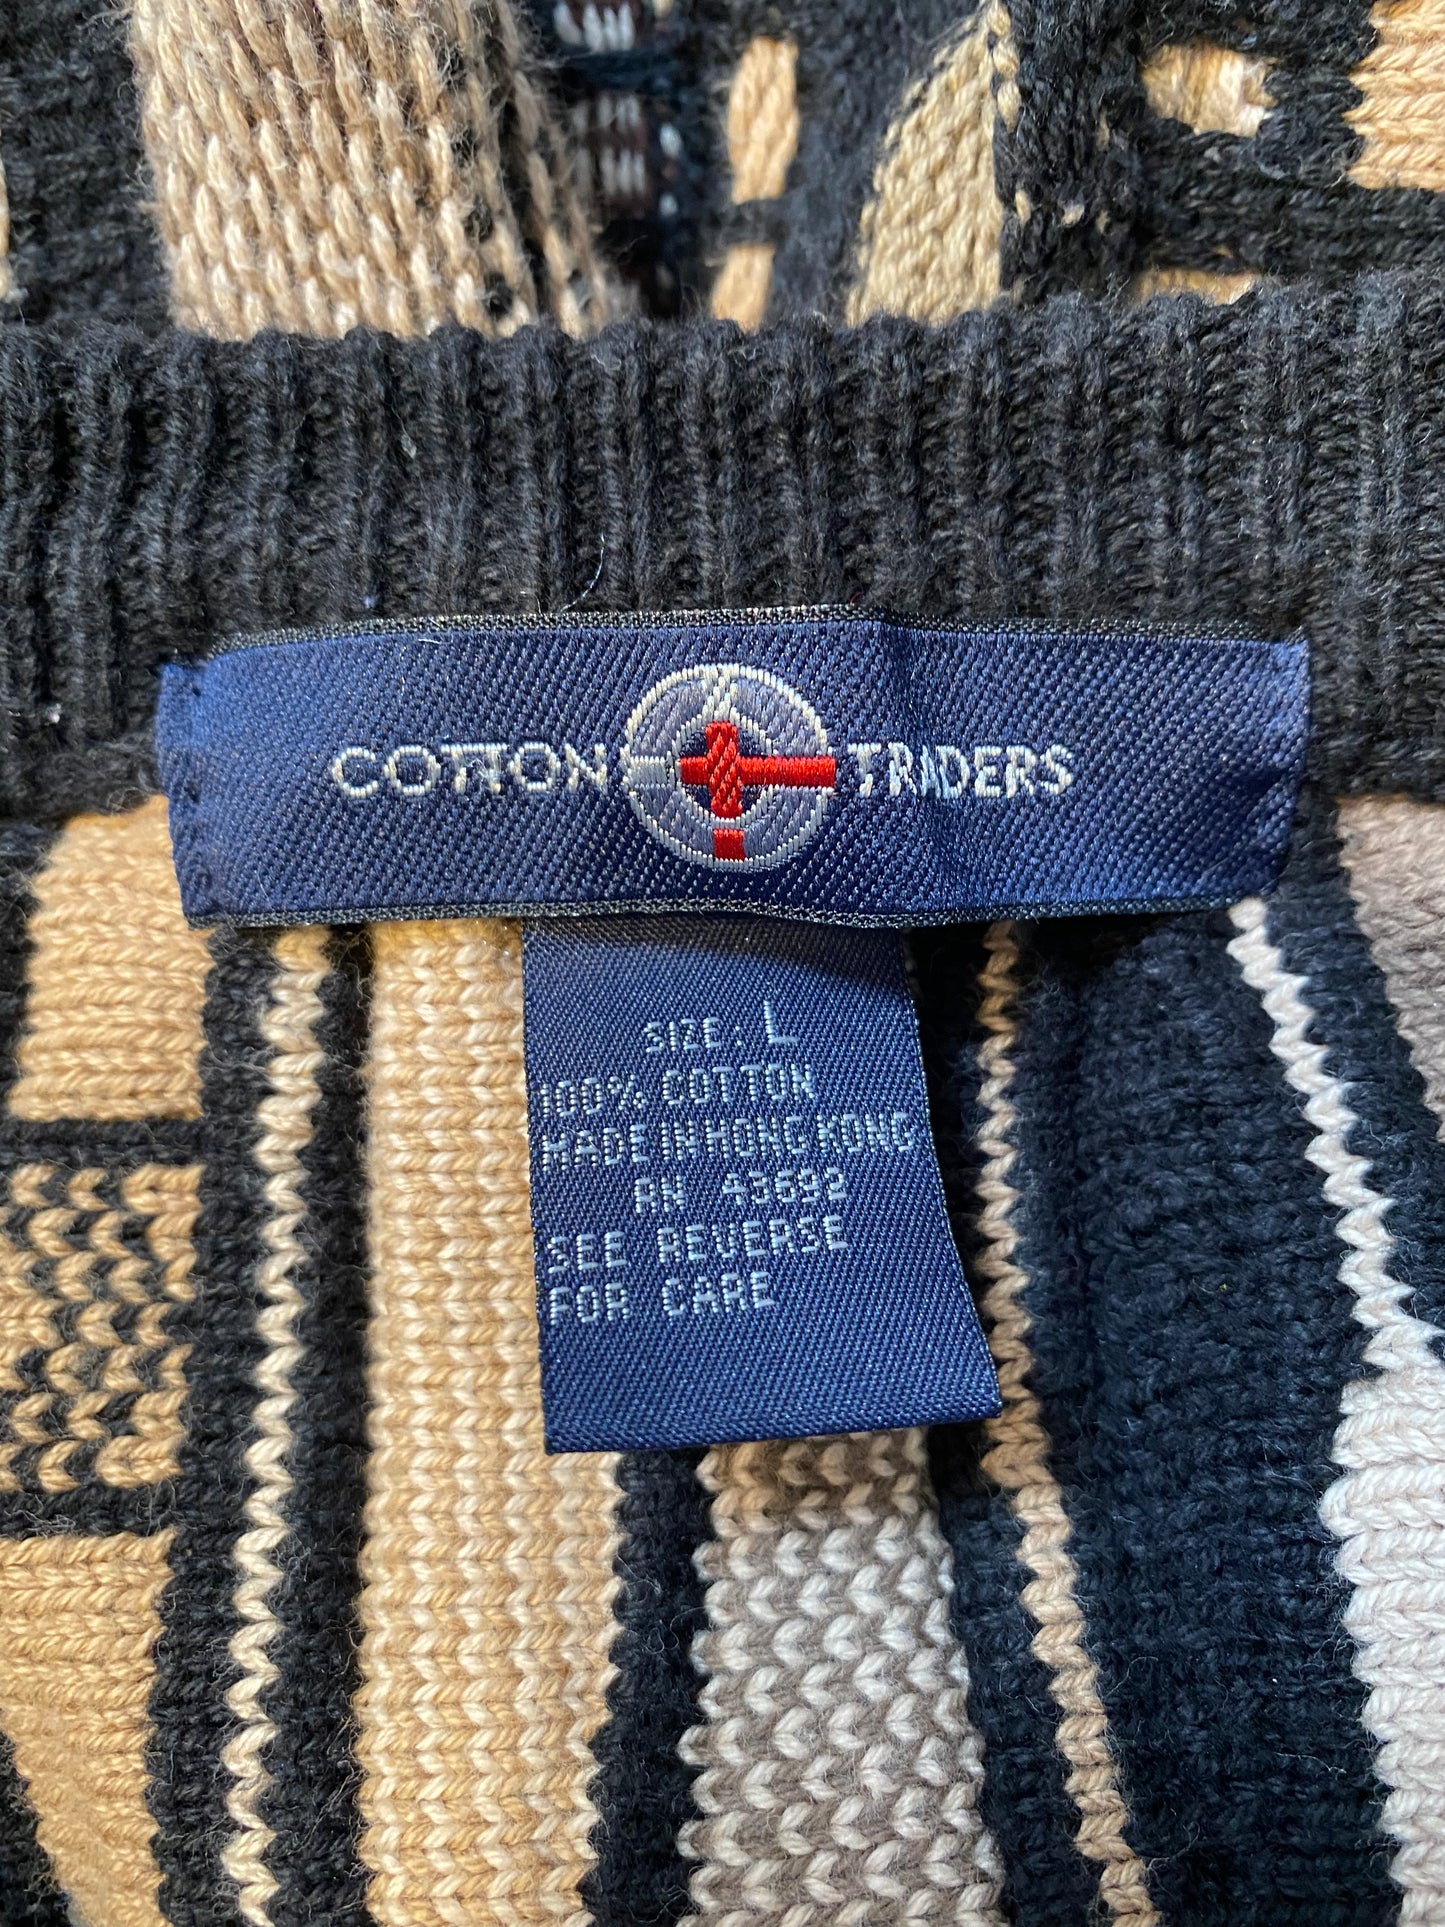 COTTON TRADERS
SIZE: L
100% COTTON
MADE IN HONG KONG
RN 43692
SEE REVERSE
FOR CARE